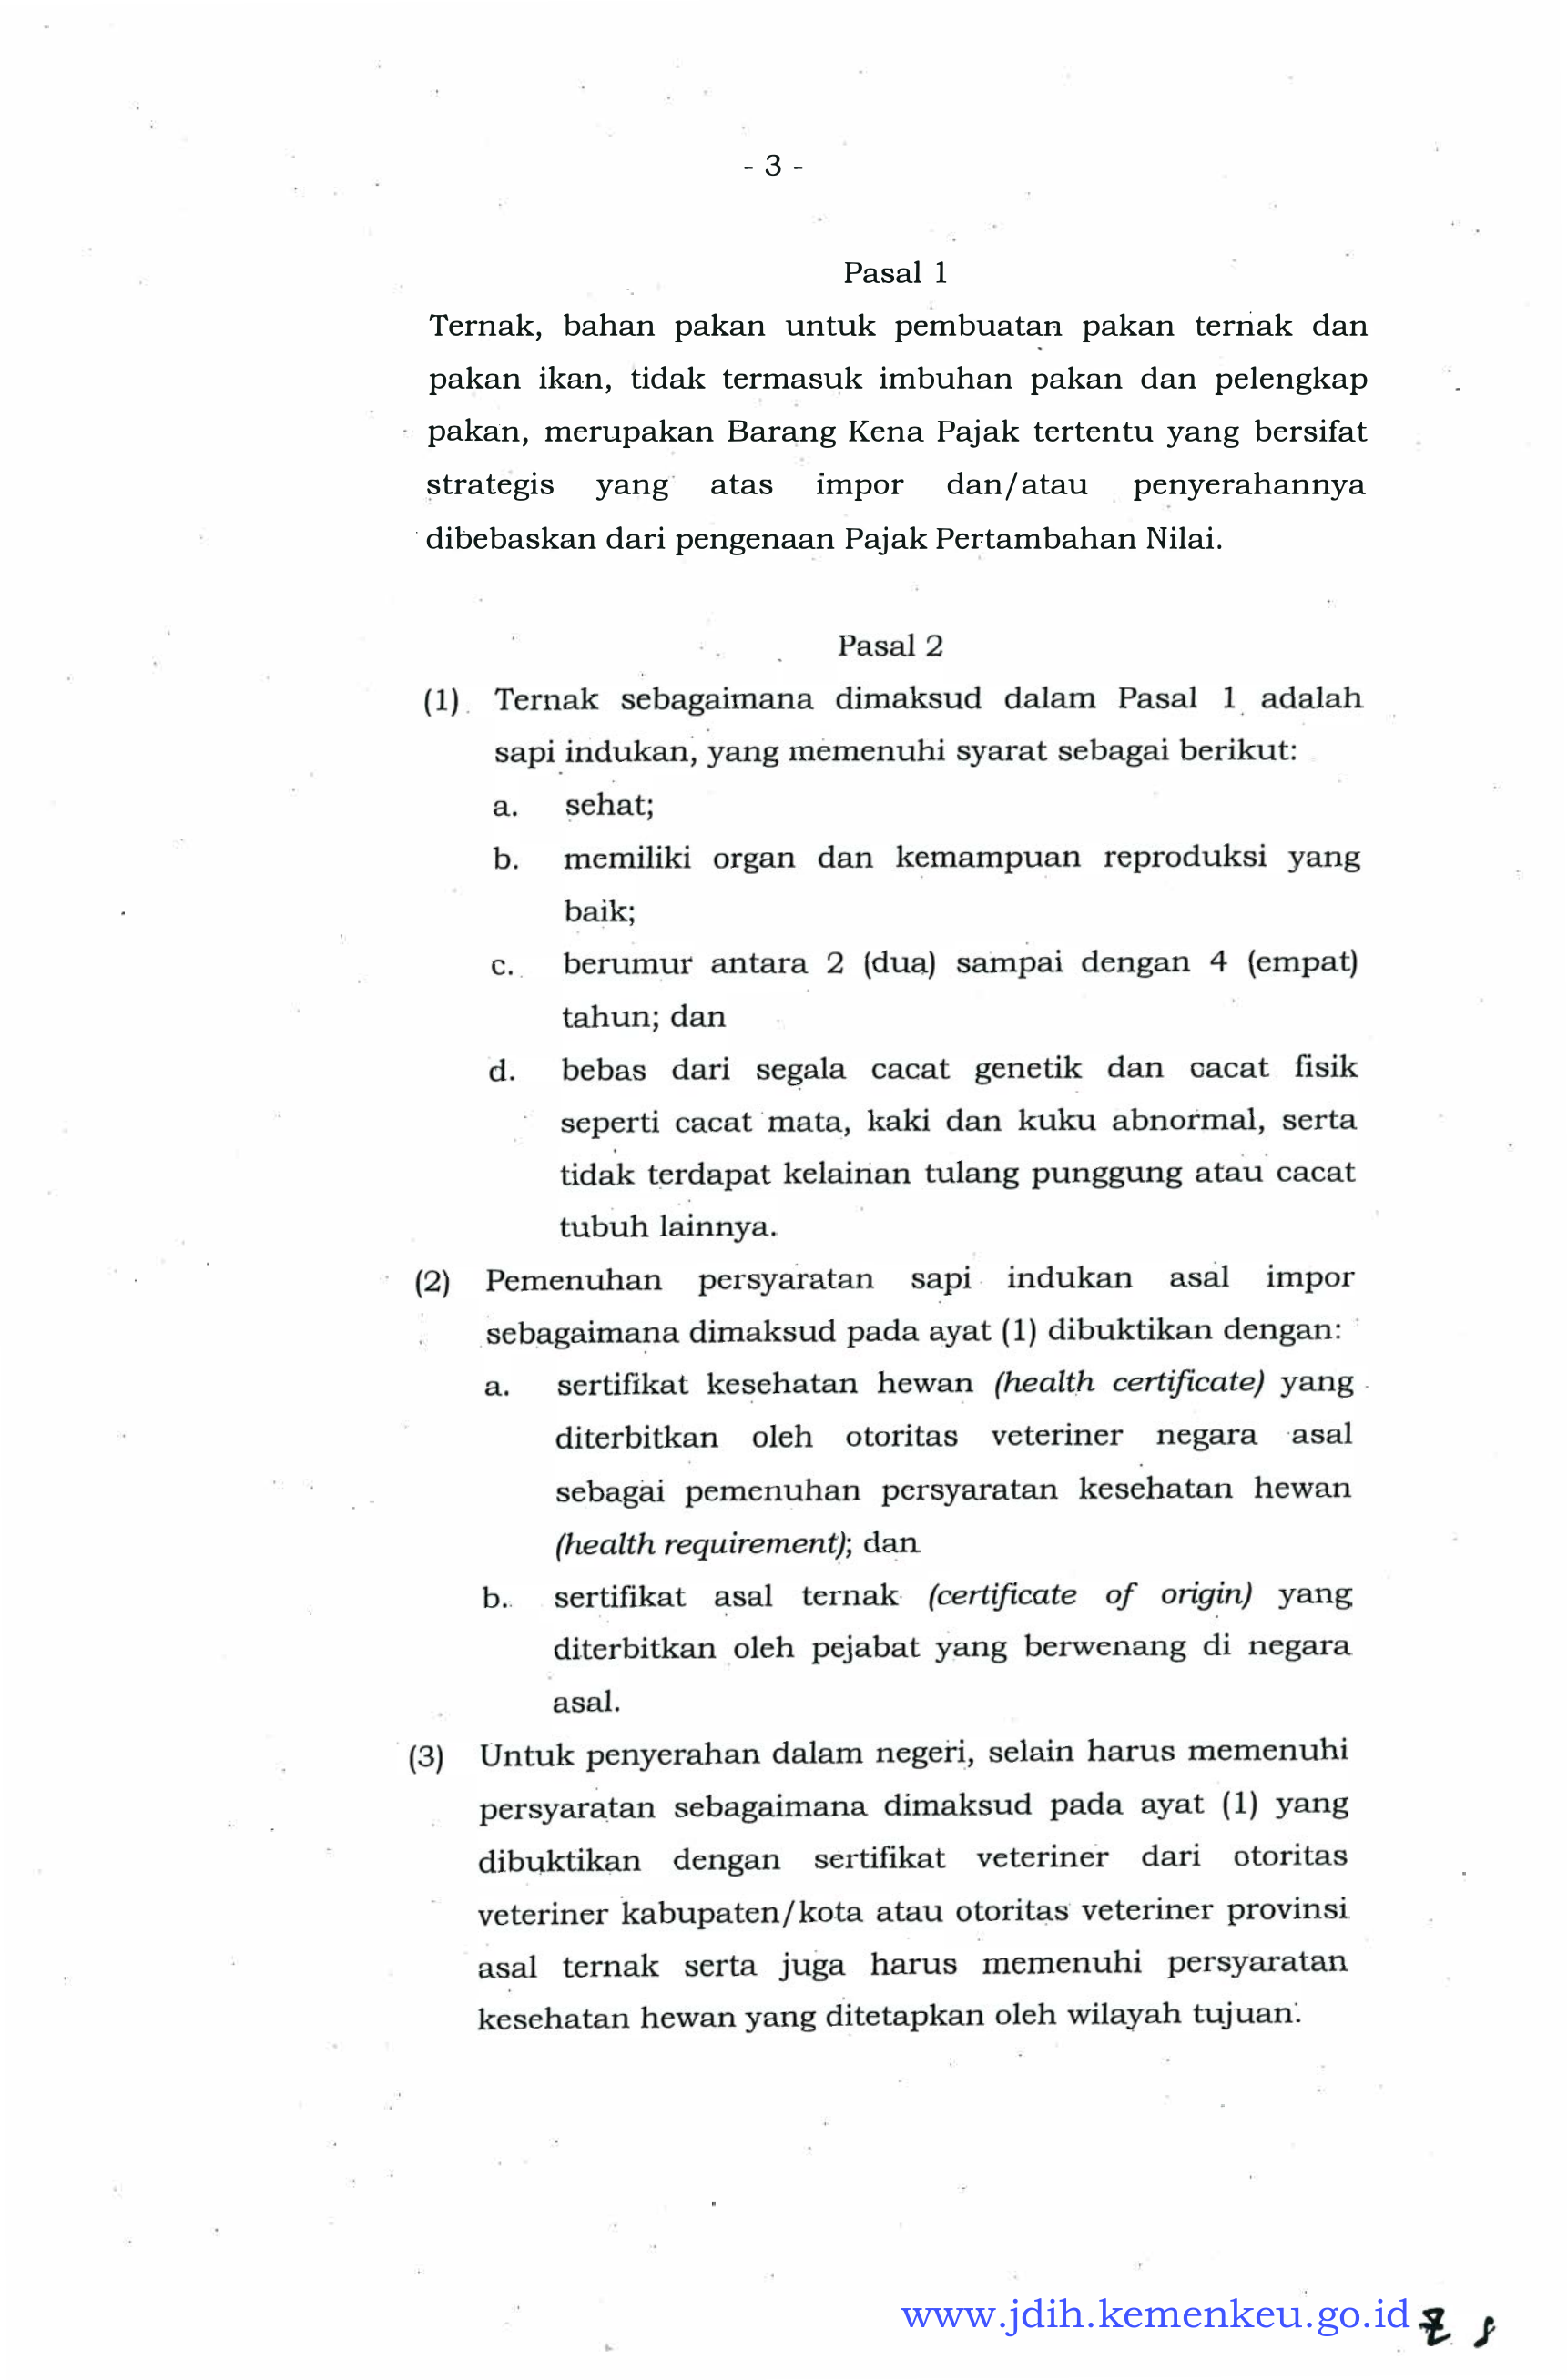 - 3 -
Pasal 1
Ternak, bahan pakan untuk pembuatan pakan ternak dan
pakan ikan, tidak termasuk imbuhan pakan dan pelengkap
pakan, merupakan Barang Kena Pajak tertentu yang bersifat
strategis yang atas impor dan/atau penyerahannya
dibebaskan dari pengenaan Pajak Pertambahan Nilai.
Pasal 2
(1) Ternak sebagaimana dimaksud dalam Pasal 1 adalah
sapi indukan, yang memenuhi syarat sebagai berikut:
a. sehat;
b. memiliki organ dan kemampuan reproduksi yang
baik;
c. berumur antara 2 (dua) sampai dengan 4 (empat)
tahun; dan
d. bebas dari segala cacat genetik dan cacat fisik
seperti cacat mata, kaki dan kuku abnormal, serta
tidak terdapat kelainan tulang punggung atau cacat
tubuh lainnya.
(2) Pemenuhan persyaratan sapi indukan asal impor
sebagaimana dimaksud pada ayat (1) dibuktikan dengan:
a. sertifikat kesehatan hewan (health certificate) yang
diterbitkan oleh otoritas veteriner negara asal
sebagai pemenuhan persyaratan kesehatan hewan
(health requirement); dan
b. sertifikat asal ternak (certificate of origin) yang
diterbitkan oleh pejabat yang berwenang di negara
asal.
(3) Untuk penyerahan dalam negeri, selain harus memenuhi
persyaratan sebagaimana dimaksud pada ayat (1) yang
dibuktikan dengan sertifikat veteriner dari otoritas
veteriner kabupaten/kota atau otoritas veteriner provinsi
asal ternak serta juga harus memenuhi persyaratan
kesehatan hewan yang ditetapkan oleh wilayah tujuan.
www.jdih.kemenkeu.go.id